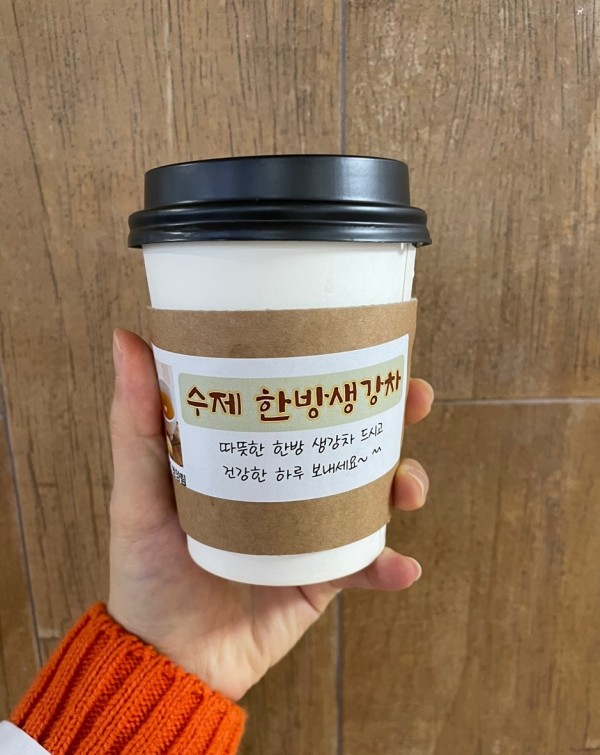 수제 한방생강차
따뜻한 한방 생강차 드시고
건강한 하루 보내세요~ ^^